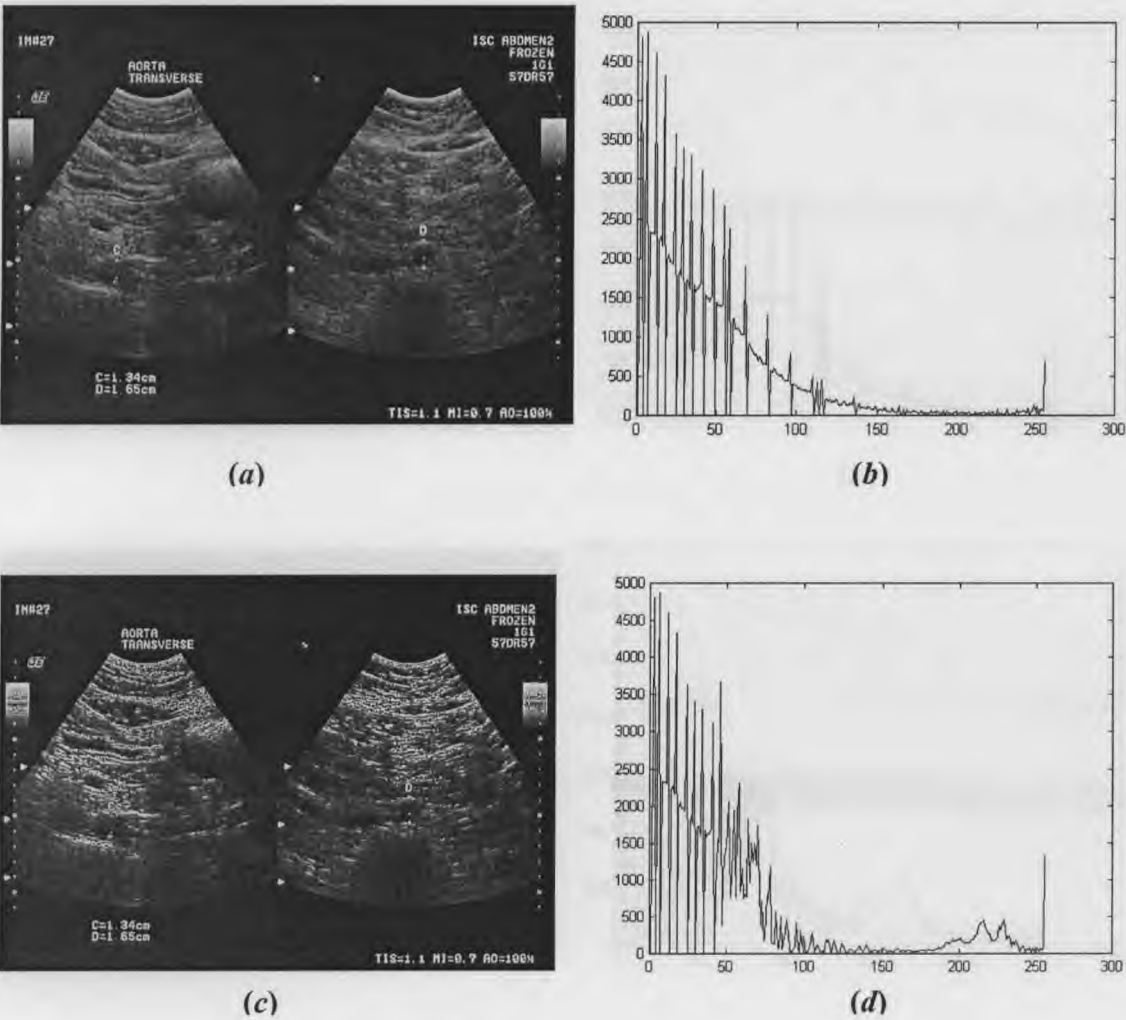 IM#27
ISC ABDMEN2
FROZEN
1G1
57DR57
AORTA
TRANSVERSE
C
D
C=1.34cm
D=1.65cm
TIS=1.1 MI=0.7 AO=100%
(a)
5000
4500
4000
3500
3000
2500
2000
1500
1000
500
0
0 50 100 150 200 250 300
(b)
IM#27
ISC ABDMEN2
FROZEN
1G1
57DR57
AORTA
TRANSVERSE
D
C=1.34cm
D=1.65cm
TIS=1.1 MI=0.7 AO=100%
(c)
5000
4500
4000
3500
3000
2500
2000
1500
1000
500
0
0 50 100 150 200 250 300
(d)